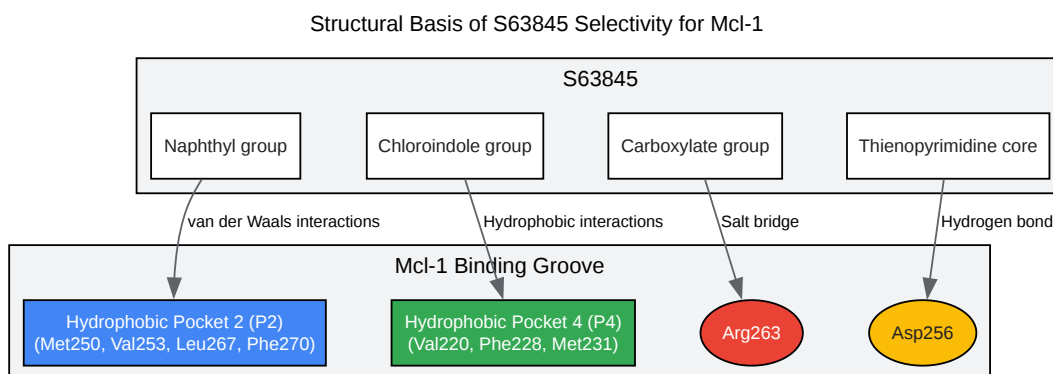 Structural Basis of S63845 Selectivity for Mcl-1
S63845
Naphthyl group
Chloroindole group
Carboxylate group
Thienopyrimidine core
van der Waals interactions
Hydrophobic interactions
Salt bridge
Hydrogen bond
Mcl-1 Binding Groove
Hydrophobic Pocket 2 (P2)
(Met250, Val253, Leu267, Phe270)
Hydrophobic Pocket 4 (P4)
(Val220, Phe228, Met231)
Arg263
Asp256